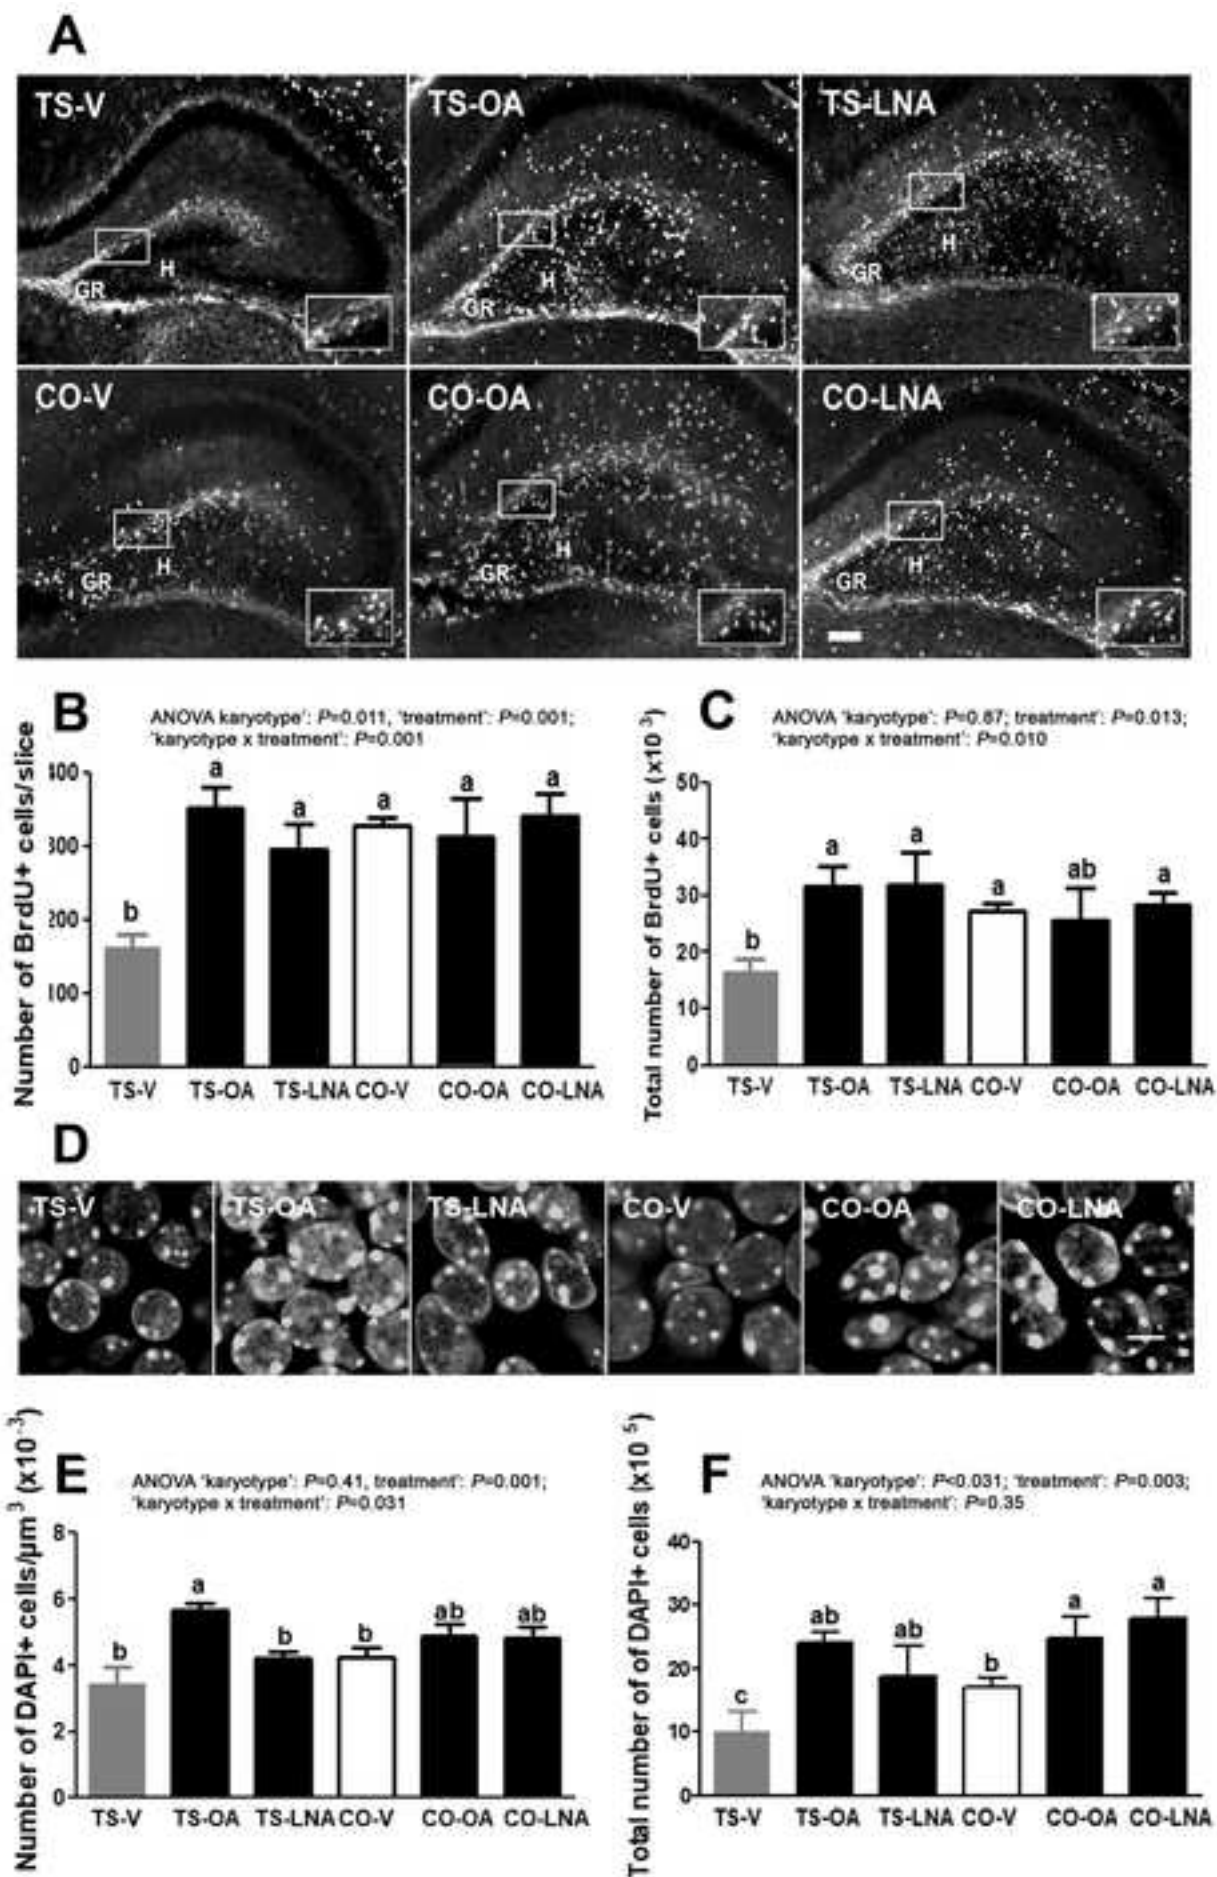 A
TS-V
TS-OA
TS-LNA
H
GR
H
GR
H
GR
CO-V
CO-OA
CO-LNA
H
GR
H
GR
H
GR
B
ANOVA karyotype’: P=0.011, ‘treatment’: P=0.001;
‘karyotype x treatment’: P=0.001
Number of BrdU+ cells/slice
400
300
200
100
0
b
a
a
a
a
a
TS-V TS-OA TS-LNA CO-V CO-OA CO-LNA
C
ANOVA ‘karyotype’: P=0.87; treatment’: P=0.013;
‘karyotype x treatment’: P=0.010
Total number of BrdU+ cells (x10 3)
50
40
30
20
10
0
b
a
a
a
ab
a
TS-V TS-OA TS-LNA CO-V CO-OA CO-LNA
D
TS-V TS-OA TS-LNA CO-V CO-OA CO-LNA
E
ANOVA ‘karyotype’: P=0.41, treatment’: P=0.001;
‘karyotype x treatment’: P=0.031
Number of DAPI+ cells/µm 3 (x10-3)
8
6
4
2
0
b
a
b
b
ab
ab
TS-V TS-OA TS-LNA CO-V CO-OA CO-LNA
F
ANOVA ‘karyotype’: P<0.031; ‘treatment’: P=0.003;
‘karyotype x treatment’: P=0.35
Total number of of DAPI+ cells (x10 5)
40
30
20
10
0
c
ab
ab
b
a
a
TS-V TS-OA TS-LNA CO-V CO-OA CO-LNA